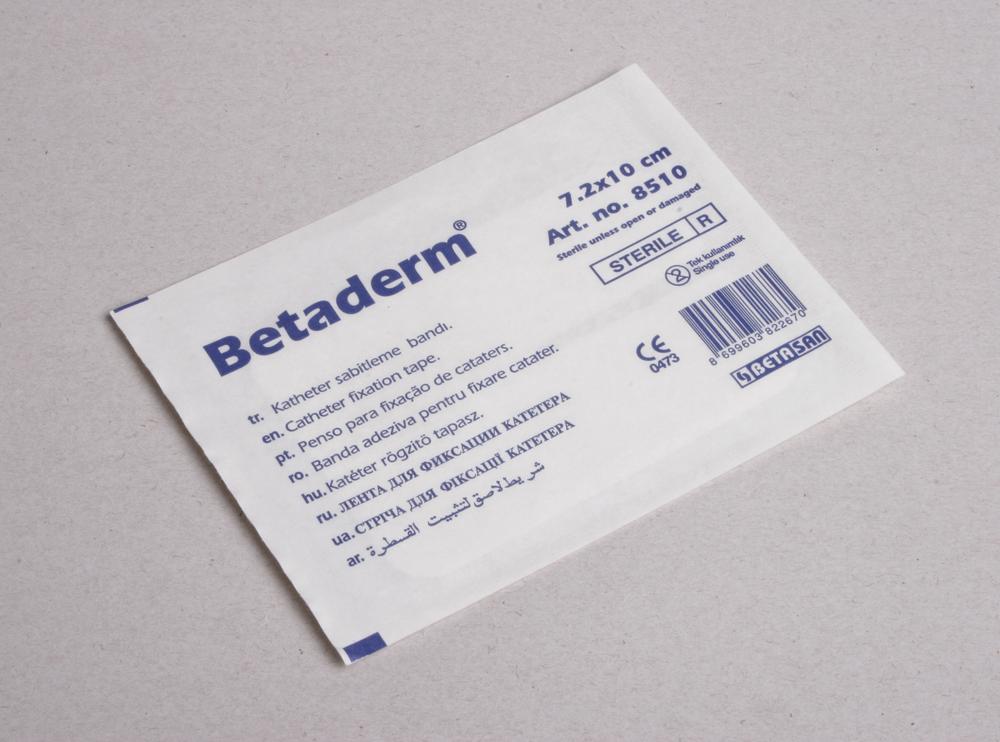 Betaderm®
tr. Katheter sabitleme bandı.
en. Catheter fixation tape.
pt. Penso para fixação de cataters.
ro. Banda adeziva pentru fixare catater.
hu. Katéter rögzitö tapasz.
ru. ЛЕНТА ДЛЯ ФИКСАЦИИ КАТЕТЕРА
ua. СТРІЧА ДЛЯ ФІКСАЦІЇ КАТЕТЕРА
ar. شريط لاصق لتثبيت القسطرة
7.2x10 cm
Art. no. 8510
Sterile unless open or damaged
STERILE R
2 Tek kullanımlık
Single use
CE
0473
8 699603 822670
BETASAN